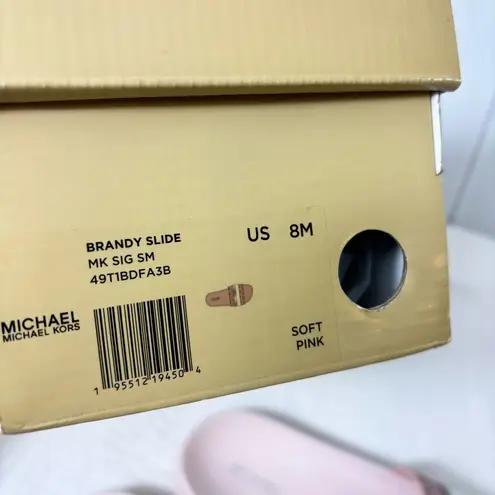 BRANDY SLIDE
MK SIG SM
49T1BDFA3B
US 8M
MICHAEL
MICHAEL KORS
1 95512 19450 4
SOFT
PINK